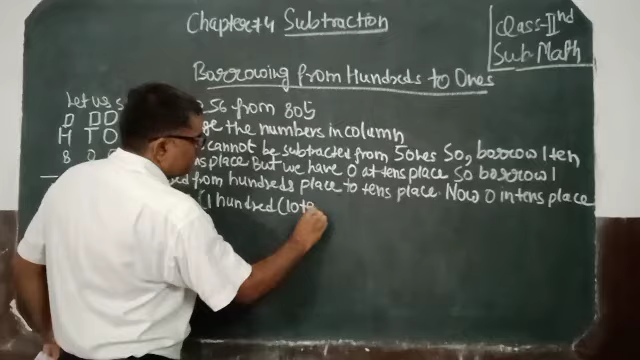 Chapter-4 Subtraction
Class-IInd
Sub-Math
Borrowing from Hundreds to Ones
Let us s 56 from 805
D D D ge the numbers in column
H T O cannot be subtracted from 5 ones So, borrow 1 ten
8 0 ns place But we have 0 at tens place So borrow 1
ed from hundreds place to tens place. Now 0 in tens place
(1 hundred (10 te